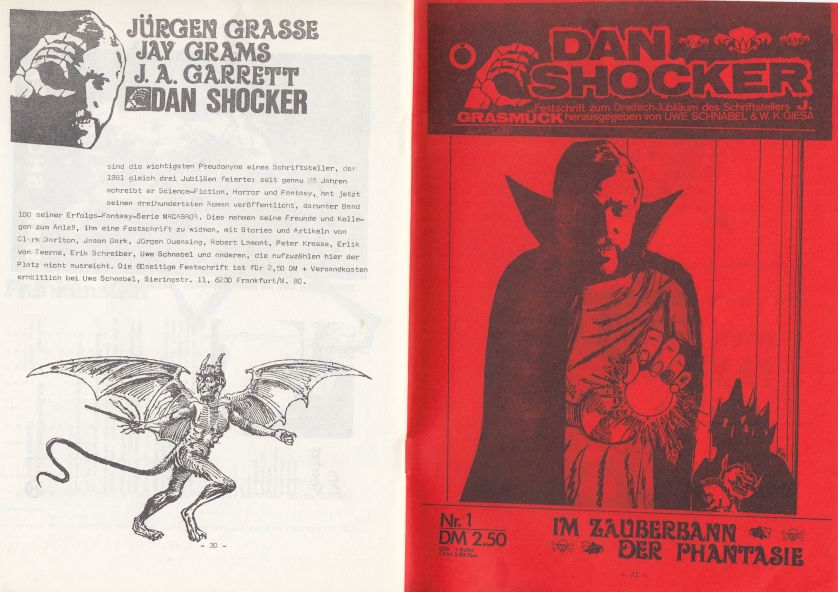 JÜRGEN GRASSE
JAY GRAMS
J. A. GARRETT
DAN SHOCKER
sind die wichtigsten Pseudonyme eines Schriftsteller, der
1981 gleich drei Jubiläen feierte: seit genau 25 Jahren
schreibt er Science-Fiction, Horror und Fantasy, hat jetzt
seinen dreihundertsten Roman veröffentlicht, darunter Band
100 seiner Erfolgs-Fantasy-Serie MACABROS. Dies nahmen seine Freunde und Kolle-
gen zum Anlaß, ihm eine Festschrift zu widmen, mit Stories und Artikeln von
Clark Darlton, Jason Dark, Jürgen Duensing, Robert Lamont, Peter Krassa, Erlik
von Twerne, Erik Schreiber, Uwe Schnabel und anderen, die aufzuzählen hier der
Platz nicht ausreicht. Die 60seitige Festschrift ist für 2,50 DM + Versandkosten
erhältlich bei Uwe Schnabel, Sieringstr. 11, 6230 Frankfurt/M. 80.
- 30 -
DAN
SHOCKER
Festschrift zum Dreifach-Jubiläum des Schriftstellers J.
GRASMÜCK herausgegeben von UWE SCHNABEL & W. K. GIESA
Nr. 1
DM 2.50
IM ZAUBERBANN
DER PHANTASIE
- 31 -